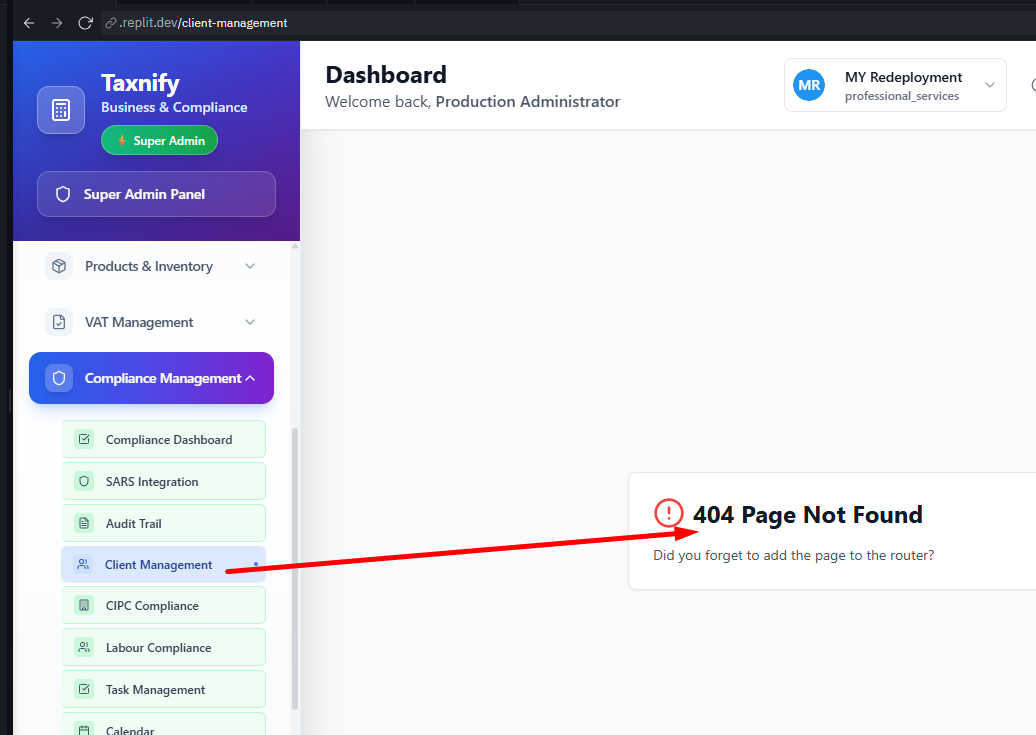 .replit.dev/client-management
Taxnify
Business & Compliance
Super Admin
Super Admin Panel
Products & Inventory
VAT Management
Compliance Management
Compliance Dashboard
SARS Integration
Audit Trail
Client Management
CIPC Compliance
Labour Compliance
Task Management
Calendar
Dashboard
Welcome back, Production Administrator
MR
MY Redeployment
professional_services
404 Page Not Found
Did you forget to add the page to the router?